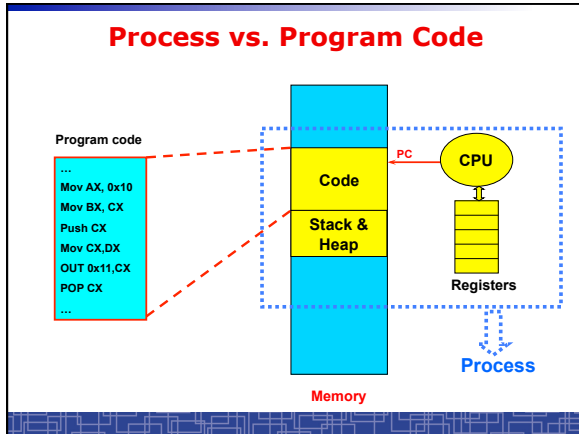 Process vs. Program Code
Program code
...
Mov AX, 0x10
Mov BX, CX
Push CX
Mov CX,DX
OUT 0x11,CX
POP CX
...
Code
Stack &
Heap
Memory
PC
CPU
Registers
Process